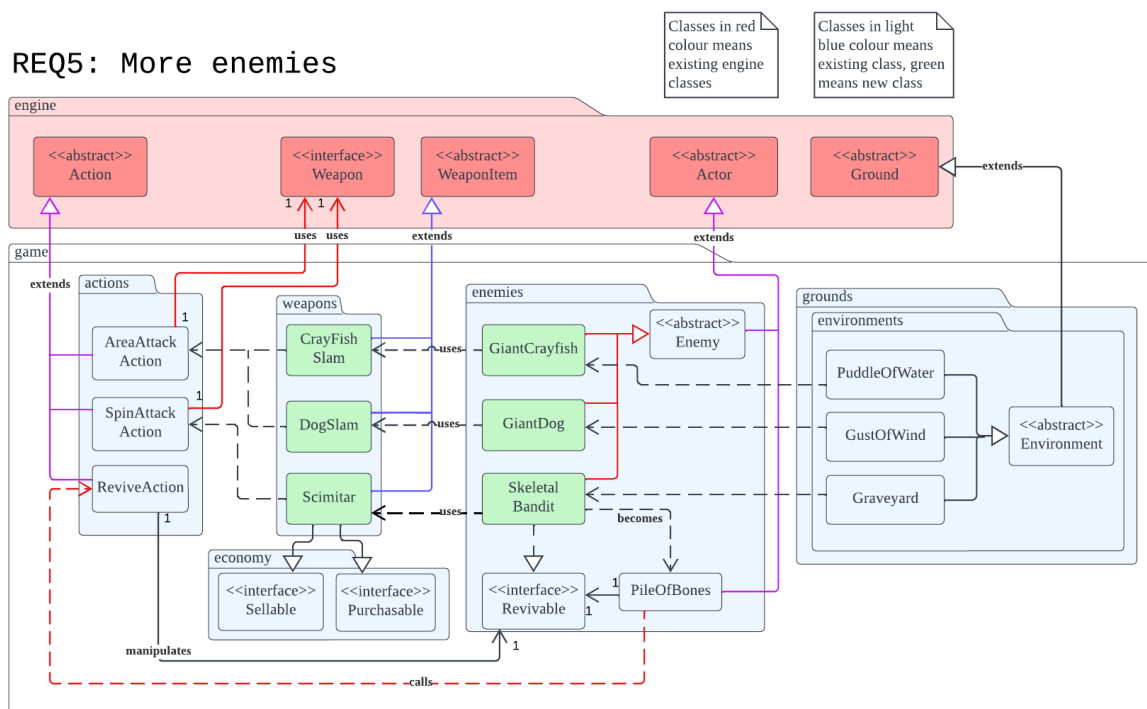 Classes in red
colour means
existing engine
classes
Classes in light
blue colour means
existing class, green
means new class
REQ5: More enemies
engine
<<abstract>>
Action
<<interface>>
Weapon
<<abstract>>
WeaponItem
<<abstract>>
Actor
<<abstract>>
Ground
extends
1
1
uses
uses
extends
extends
game
extends
actions
weapons
enemies
grounds
environments
1
AreaAttack
Action
CrayFish
Slam
uses
GiantCrayfish
<<abstract>>
Enemy
PuddleOfWater
1
SpinAttack
Action
DogSlam
uses
GiantDog
GustOfWind
<<abstract>>
Environment
ReviveAction
1
Scimitar
uses
Skeletal
Bandit
becomes
Graveyard
economy
<<interface>>
Sellable
<<interface>>
Purchasable
<<interface>>
Revivable
1
1
PileOfBones
manipulates
1
calls